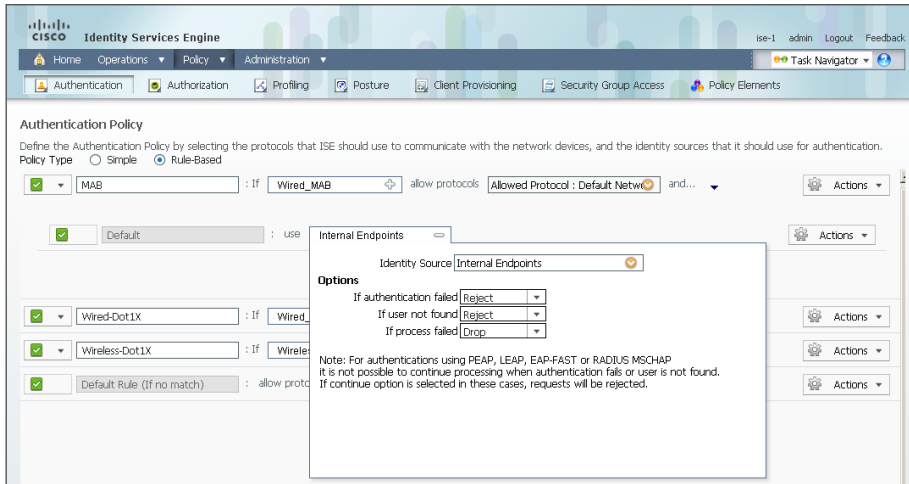 CISCO Identity Services Engine
ise-1 admin Logout Feedback
Home Operations Policy Administration
Task Navigator
Authentication Authorization Profiling Posture Client Provisioning Security Group Access Policy Elements
Authentication Policy
Define the Authentication Policy by selecting the protocols that ISE should use to communicate with the network devices, and the identity sources that it should use for authentication.
Policy Type Simple Rule-Based
MAB : If Wired_MAB allow protocols Allowed Protocol : Default Netwo and... Actions
Default : use Internal Endpoints Actions
Identity Source Internal Endpoints
Options
If authentication failed Reject
If user not found Reject
If process failed Drop
Note: For authentications using PEAP, LEAP, EAP-FAST or RADIUS MSCHAP
it is not possible to continue processing when authentication fails or user is not found.
If continue option is selected in these cases, requests will be rejected.
Wired-Dot1X : If Wired_ Actions
Wireless-Dot1X : If Wireles Actions
Default Rule (If no match) : allow proto Actions